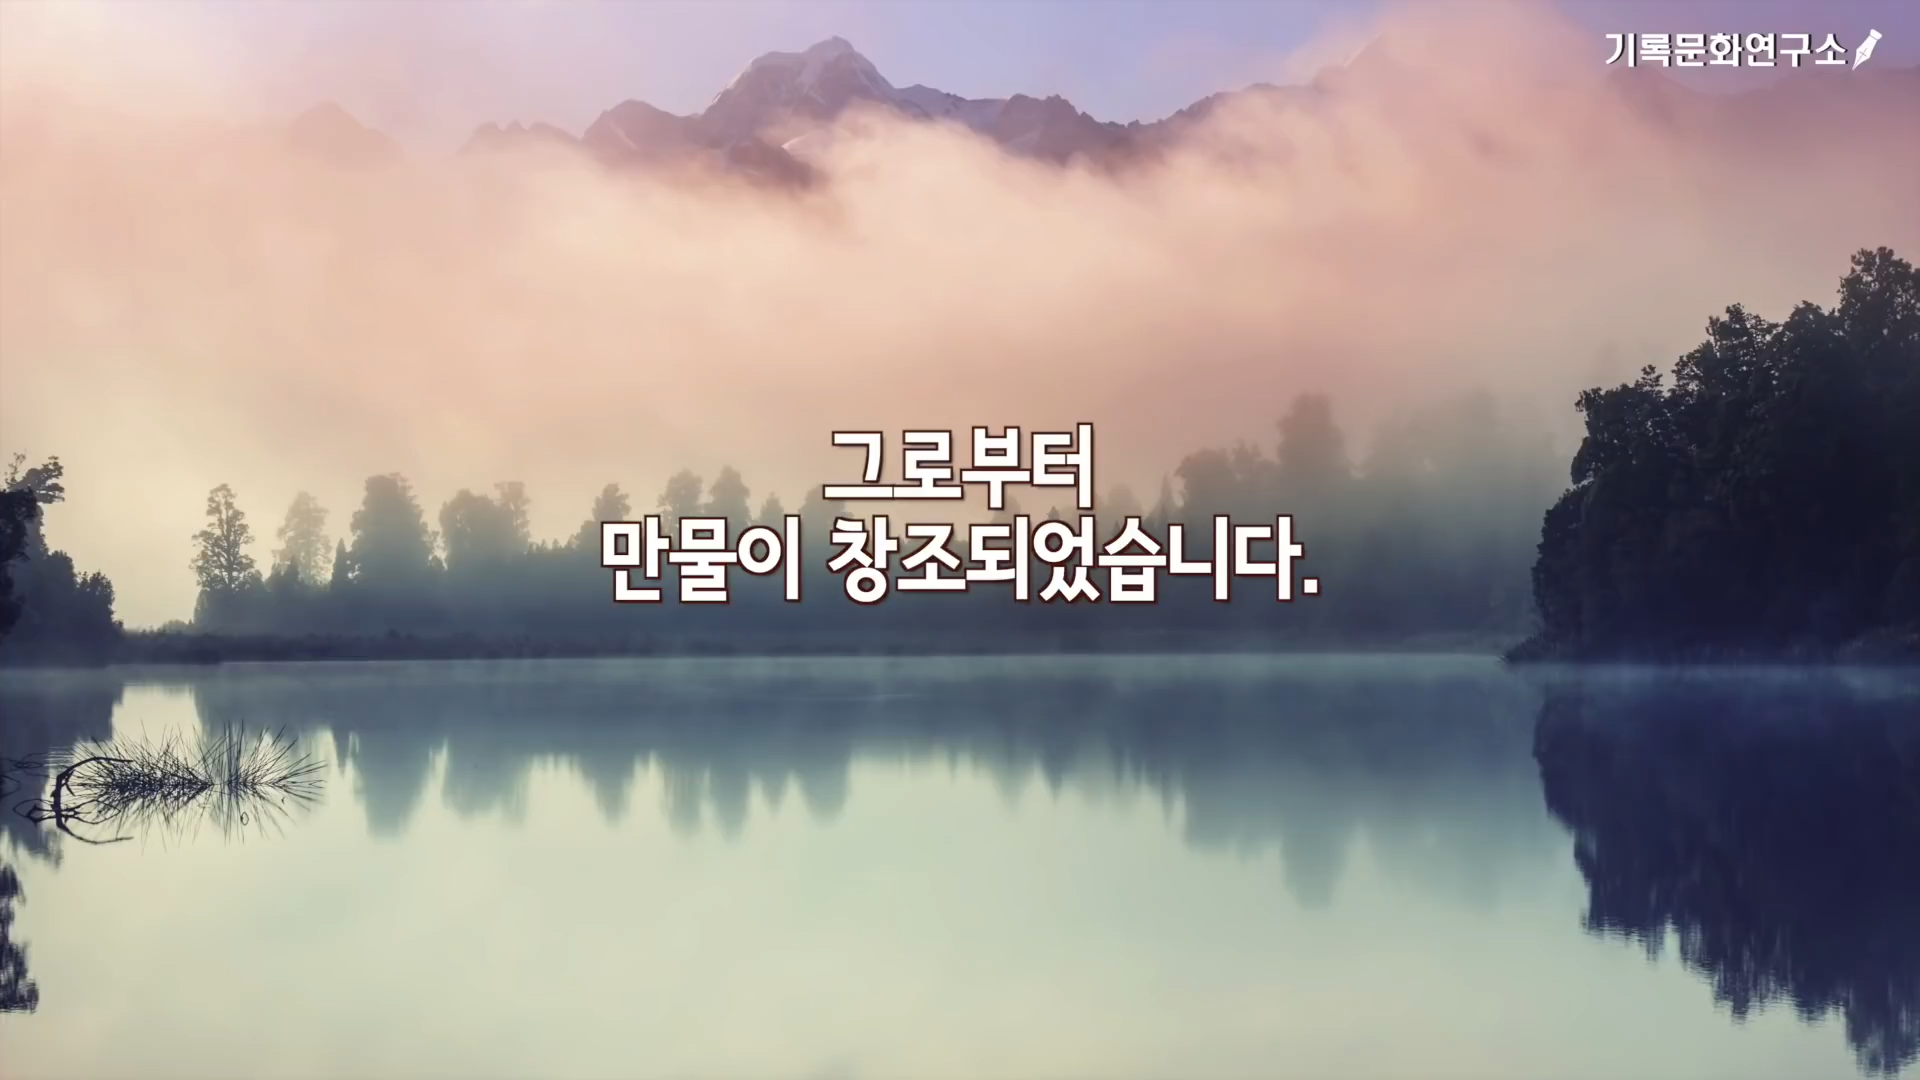 기록문화연구소
그로부터
만물이 창조되었습니다.